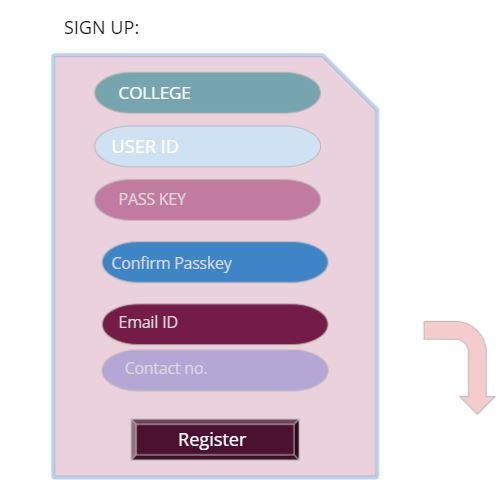 SIGN UP:
COLLEGE
USER ID
PASS KEY
Confirm Passkey
Email ID
Contact no.
Register